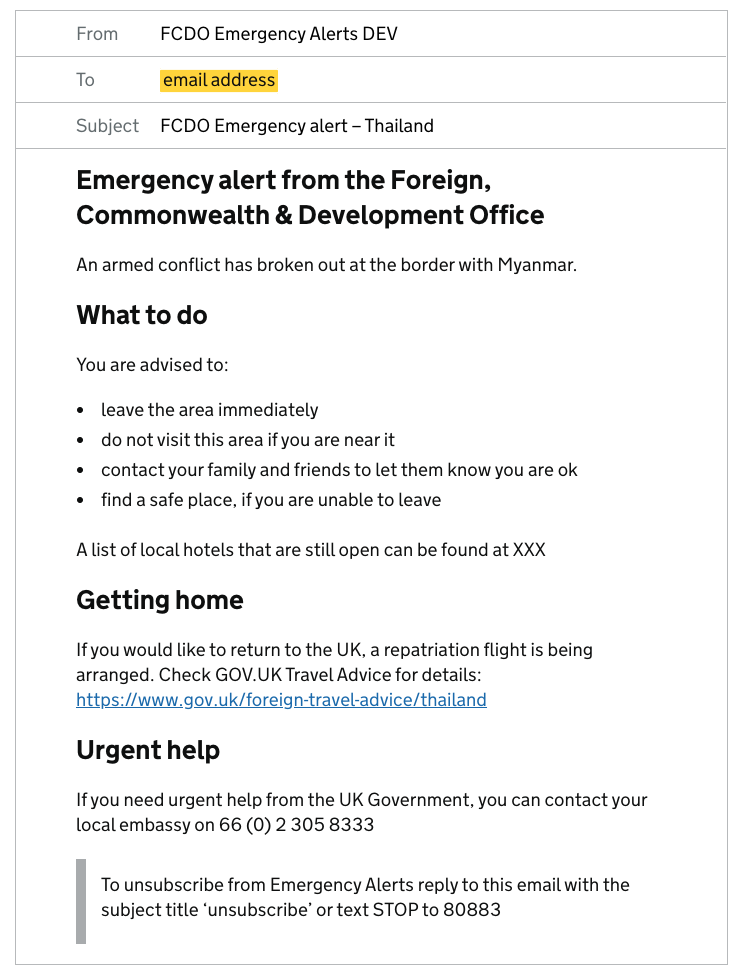 From FCDO Emergency Alerts DEV
To email address
Subject FCDO Emergency alert – Thailand
Emergency alert from the Foreign,
Commonwealth & Development Office
An armed conflict has broken out at the border with Myanmar.
What to do
You are advised to:
• leave the area immediately
• do not visit this area if you are near it
• contact your family and friends to let them know you are ok
• find a safe place, if you are unable to leave
A list of local hotels that are still open can be found at XXX
Getting home
If you would like to return to the UK, a repatriation flight is being
arranged. Check GOV.UK Travel Advice for details:
https://www.gov.uk/foreign-travel-advice/thailand
Urgent help
If you need urgent help from the UK Government, you can contact your
local embassy on 66 (0) 2 305 8333
To unsubscribe from Emergency Alerts reply to this email with the
subject title ‘unsubscribe’ or text STOP to 80883